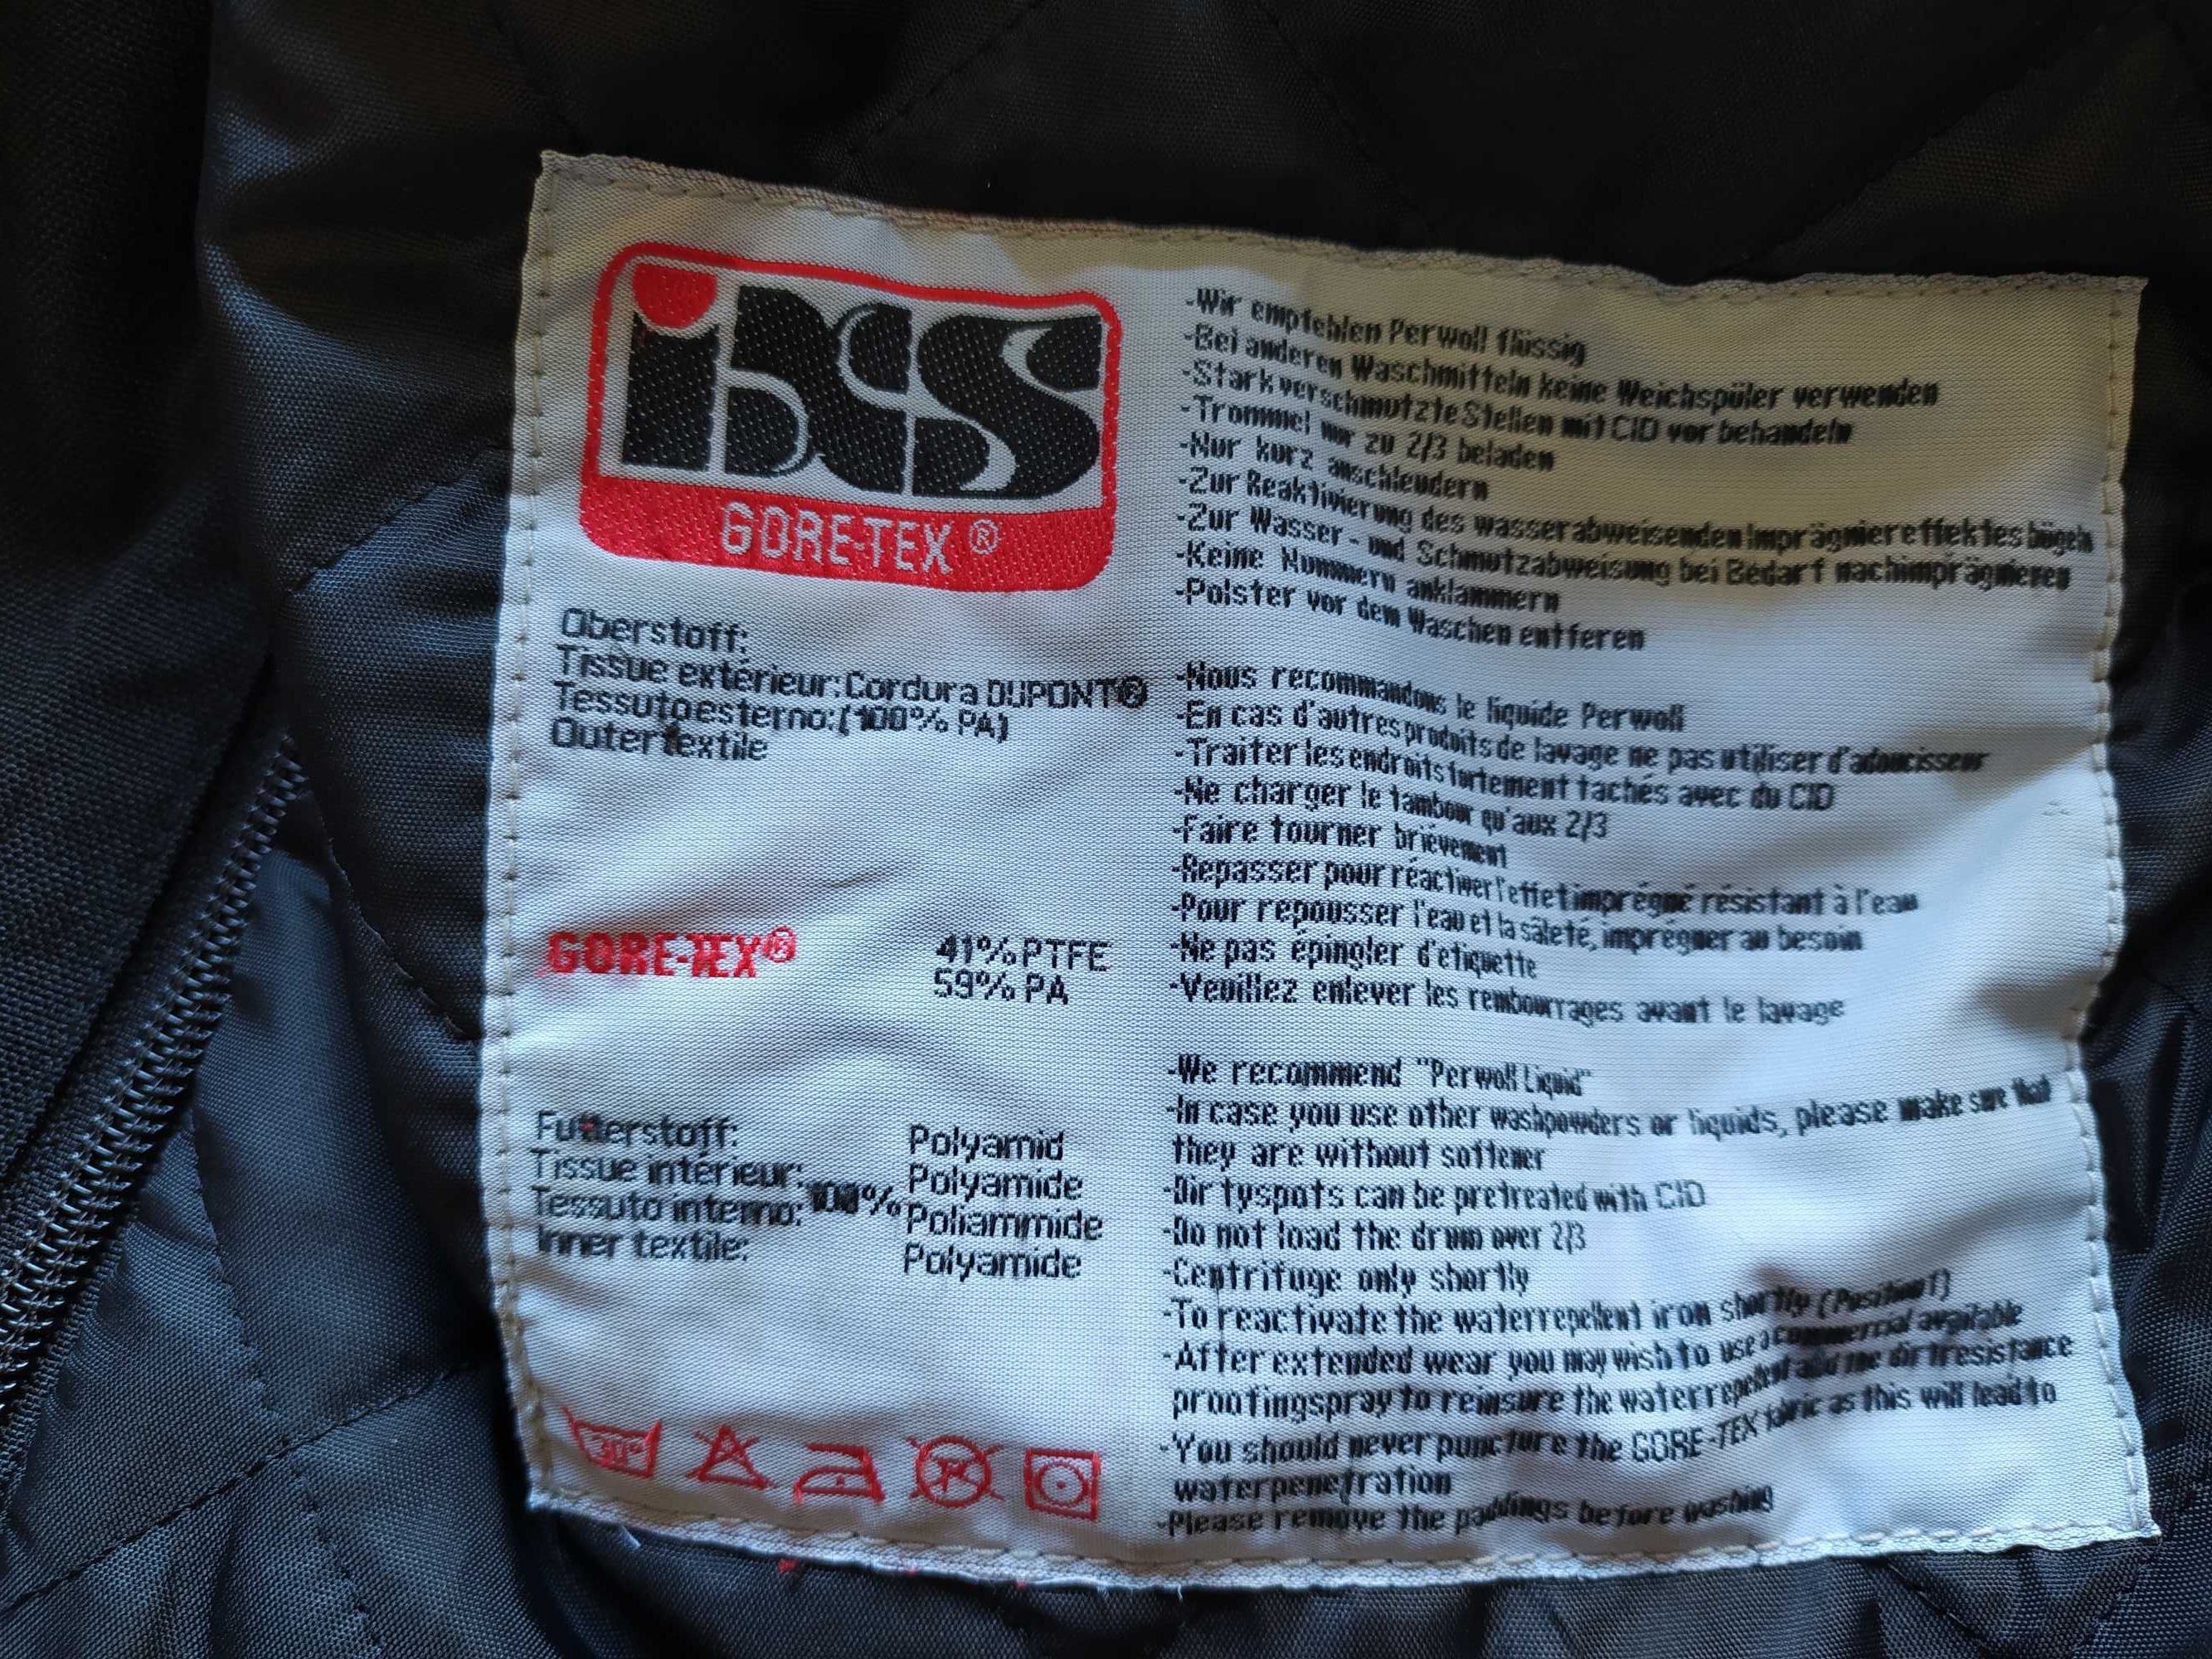 iXS
GORE-TEX®
Oberstoff:
Tissue extérieur: Cordura DUPONT®
Tessuto esterno: (100% PA)
Outer textile
GORE-TEX®
41% PTFE
59% PA
Futterstoff: Polyamid
Tissue intérieur: Polyamide
Tessuto interno: 100% Poliammide
Inner textile: Polyamide
30°
-Wir empfehlen Perwoll flüssig
-Bei anderen Waschmitteln keine Weichspüler verwenden
-Stark verschmutzte Stellen mit CID vor behandeln
-Trommel nur zu 2/3 beladen
-Nur kurz anschleudern
-Zur Reaktivierung des wasserabweisenden Imprägniereffektes bügeln
-Zur Wasser- und Schmutzabweisung bei Bedarf nachimprägnieren
-Keine Nummern anklammern
-Polster vor dem Waschen entferen
-Nous recommandons le liquide Perwoll
-En cas d'autres produits de lavage ne pas utiliser d'adoucisseur
-Traiter les endroits fortement tachés avec du CID
-Ne charger le tambour qu'aux 2/3
-Faire tourner brièvement
-Repasser pour réactiver l'effet imprégné résistant à l'eau
-Pour repousser l'eau et la sâleté, imprégner au besoin
-Ne pas épingler d'etiquette
-Veuillez enlever les rembourrages avant le lavage
-We recommend "Perwoll Liquid"
-In case you use other washpowders or liquids, please make sure that
they are without softener
-Dirtyspots can be pretreated with CID
-Do not load the drum over 2/3
-Centrifuge only shortly
-To reactivate the waterrepellent iron shortly (Position 1)
-After extended wear you may wish to use a commercial available
proofingspray to reinsure the waterrepellent and the dirtresistance
-You should never puncture the GORE-TEX fabric as this will lead to
waterpenetration
-Please remove the paddings before washing